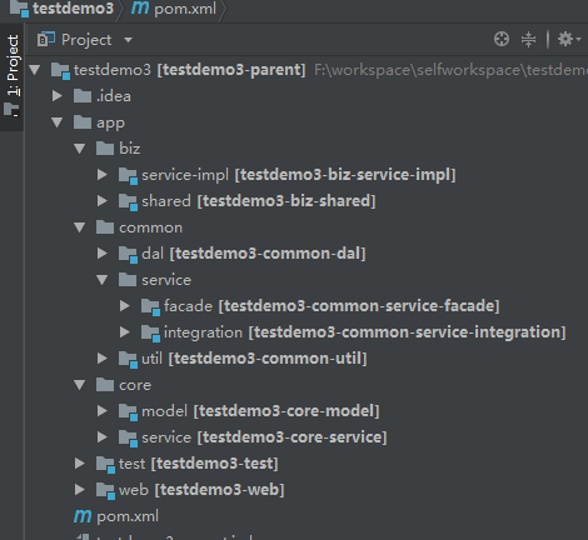 testdemo3 pom.xml
Project
1: Project
testdemo3 [testdemo3-parent] F:\workspace\selfworkspace\testdem
.idea
app
biz
service-impl [testdemo3-biz-service-impl]
shared [testdemo3-biz-shared]
common
dal [testdemo3-common-dal]
service
facade [testdemo3-common-service-facade]
integration [testdemo3-common-service-integration]
util [testdemo3-common-util]
core
model [testdemo3-core-model]
service [testdemo3-core-service]
test [testdemo3-test]
web [testdemo3-web]
pom.xml